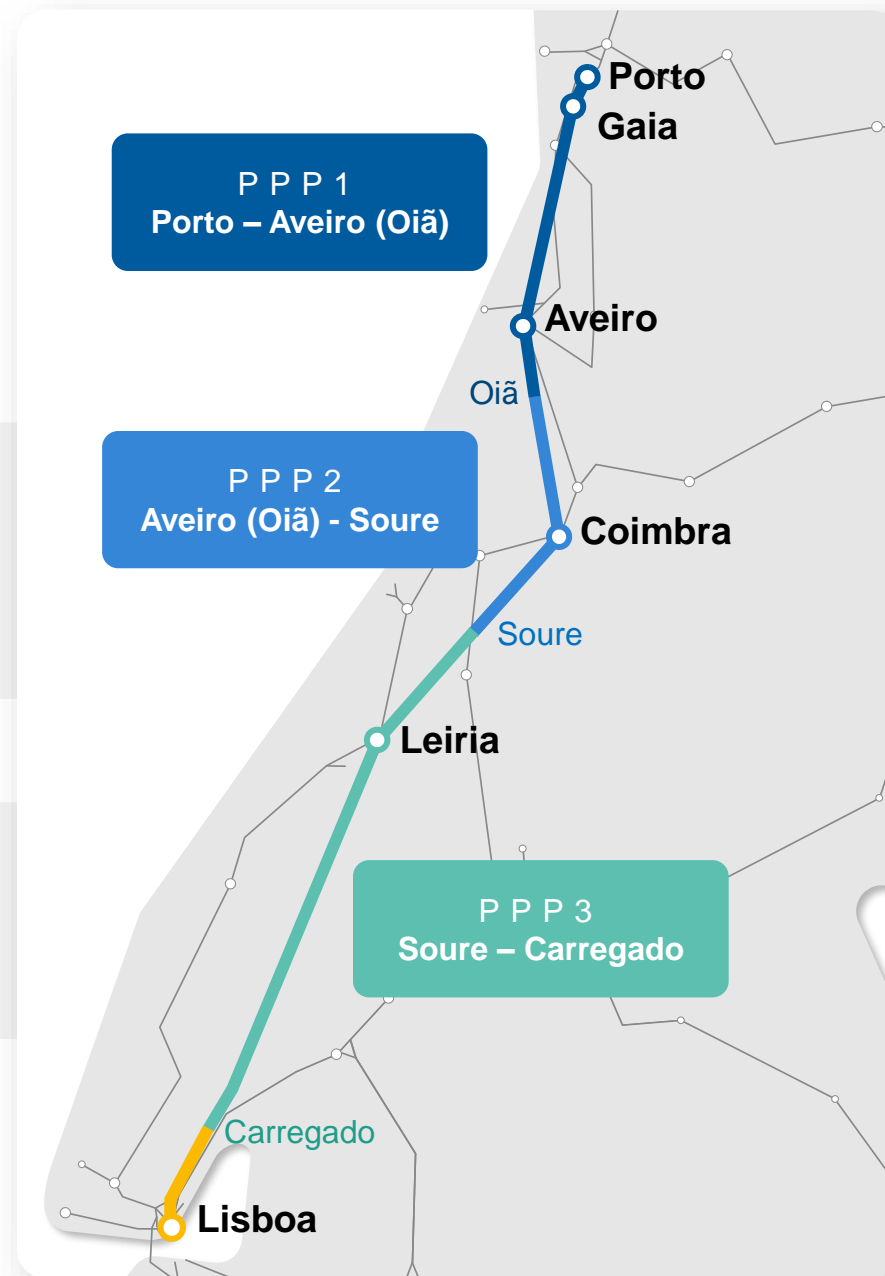 Porto
Gaia
P P P 1
Porto – Aveiro (Oiã)
Aveiro
Oiã
P P P 2
Aveiro (Oiã) - Soure
Coimbra
Soure
Leiria
P P P 3
Soure – Carregado
Carregado
Lisboa